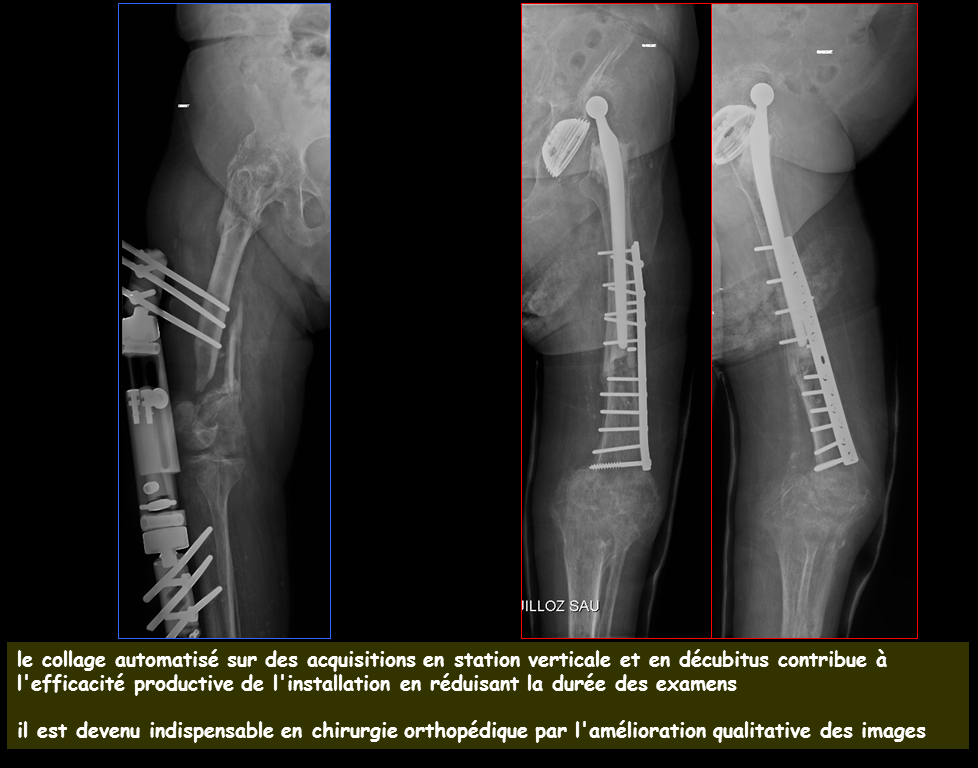 UILLOZ SAU
le collage automatisé sur des acquisitions en station verticale et en décubitus contribue à
l'efficacité productive de l'installation en réduisant la durée des examens
il est devenu indispensable en chirurgie orthopédique par l'amélioration qualitative des images